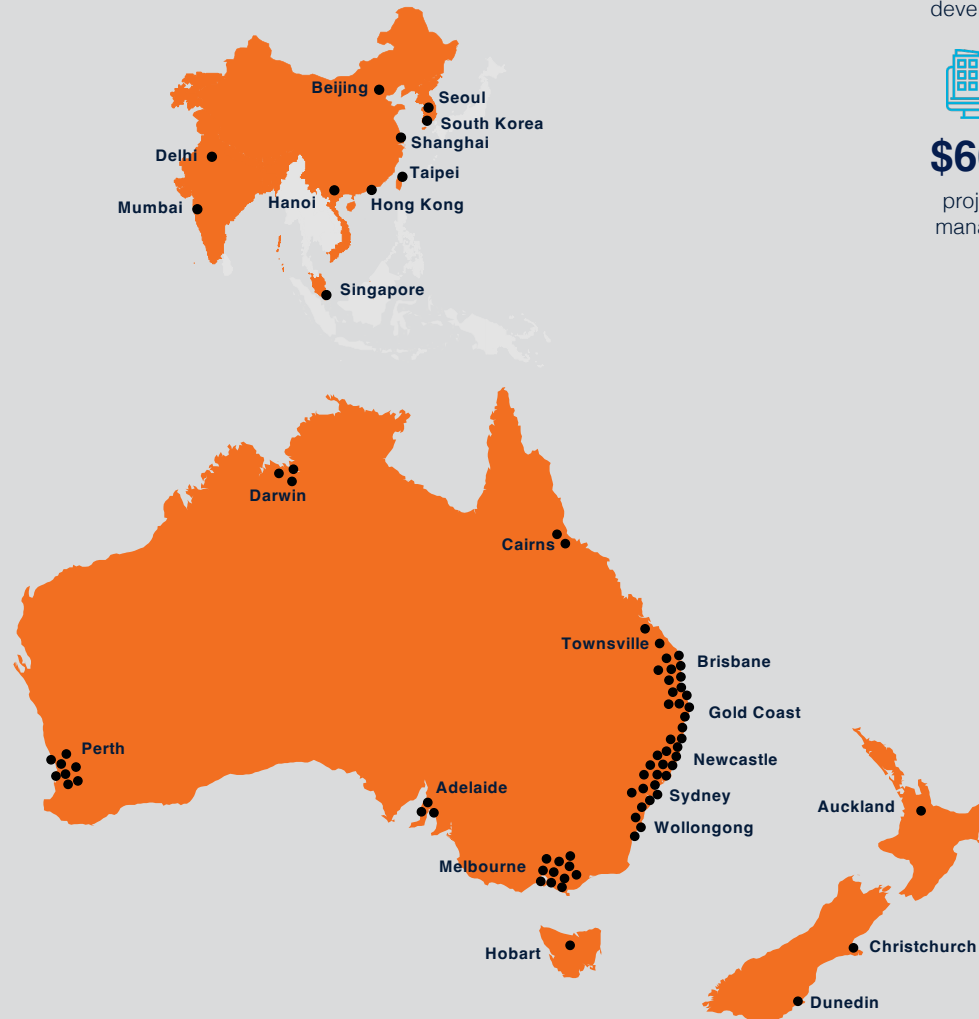 deve
Beijing
Seoul
South Korea
Shanghai
Delhi
Taipei
Hanoi
Hong Kong
Mumbai
$6
proj
mana
Singapore
Darwin
Cairns
Townsville
Brisbane
Gold Coast
Perth
Newcastle
Adelaide
Sydney
Auckland
Wollongong
Melbourne
Hobart
Christchurch
Dunedin